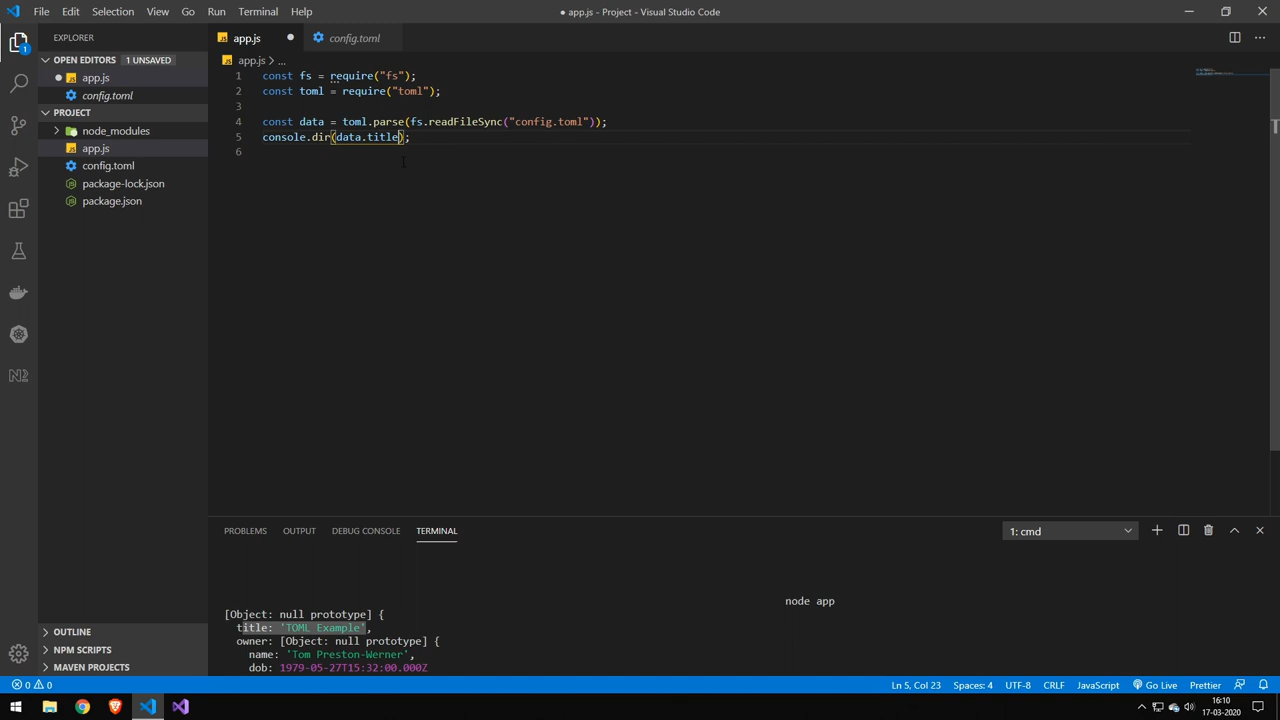 File Edit Selection View Go Run Terminal Help
● app.js - Project - Visual Studio Code
EXPLORER
OPEN EDITORS 1 UNSAVED
app.js
config.toml
PROJECT
node_modules
app.js
config.toml
package-lock.json
package.json
OUTLINE
NPM SCRIPTS
MAVEN PROJECTS
1
app.js
config.toml
app.js > ...
1 const fs = require("fs");
2 const toml = require("toml");
3
4 const data = toml.parse(fs.readFileSync("config.toml"));
5 console.dir(data.title);
6
PROBLEMS OUTPUT DEBUG CONSOLE TERMINAL
1: cmd
node app
[Object: null prototype] {
title: 'TOML Example',
owner: [Object: null prototype] {
name: 'Tom Preston-Werner',
dob: 1979-05-27T15:32:00.000Z
0 0
Ln 5, Col 23 Spaces: 4 UTF-8 CRLF JavaScript Go Live Prettier
16:10
17-03-2020